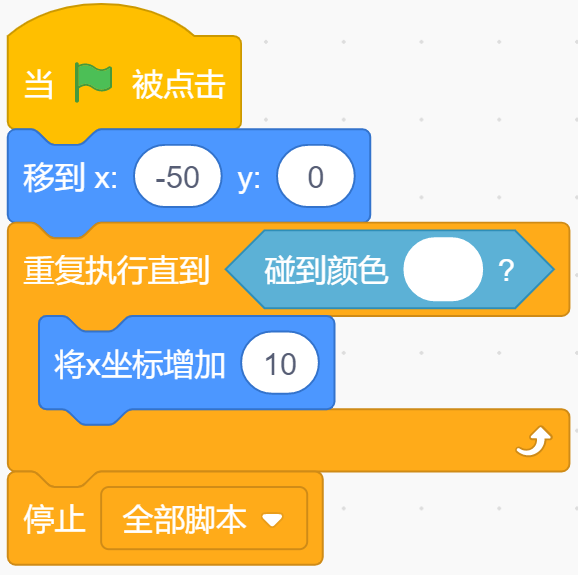 当 被点击
移到 x: -50 y: 0
重复执行直到 碰到颜色 ?
将x坐标增加 10
停止 全部脚本